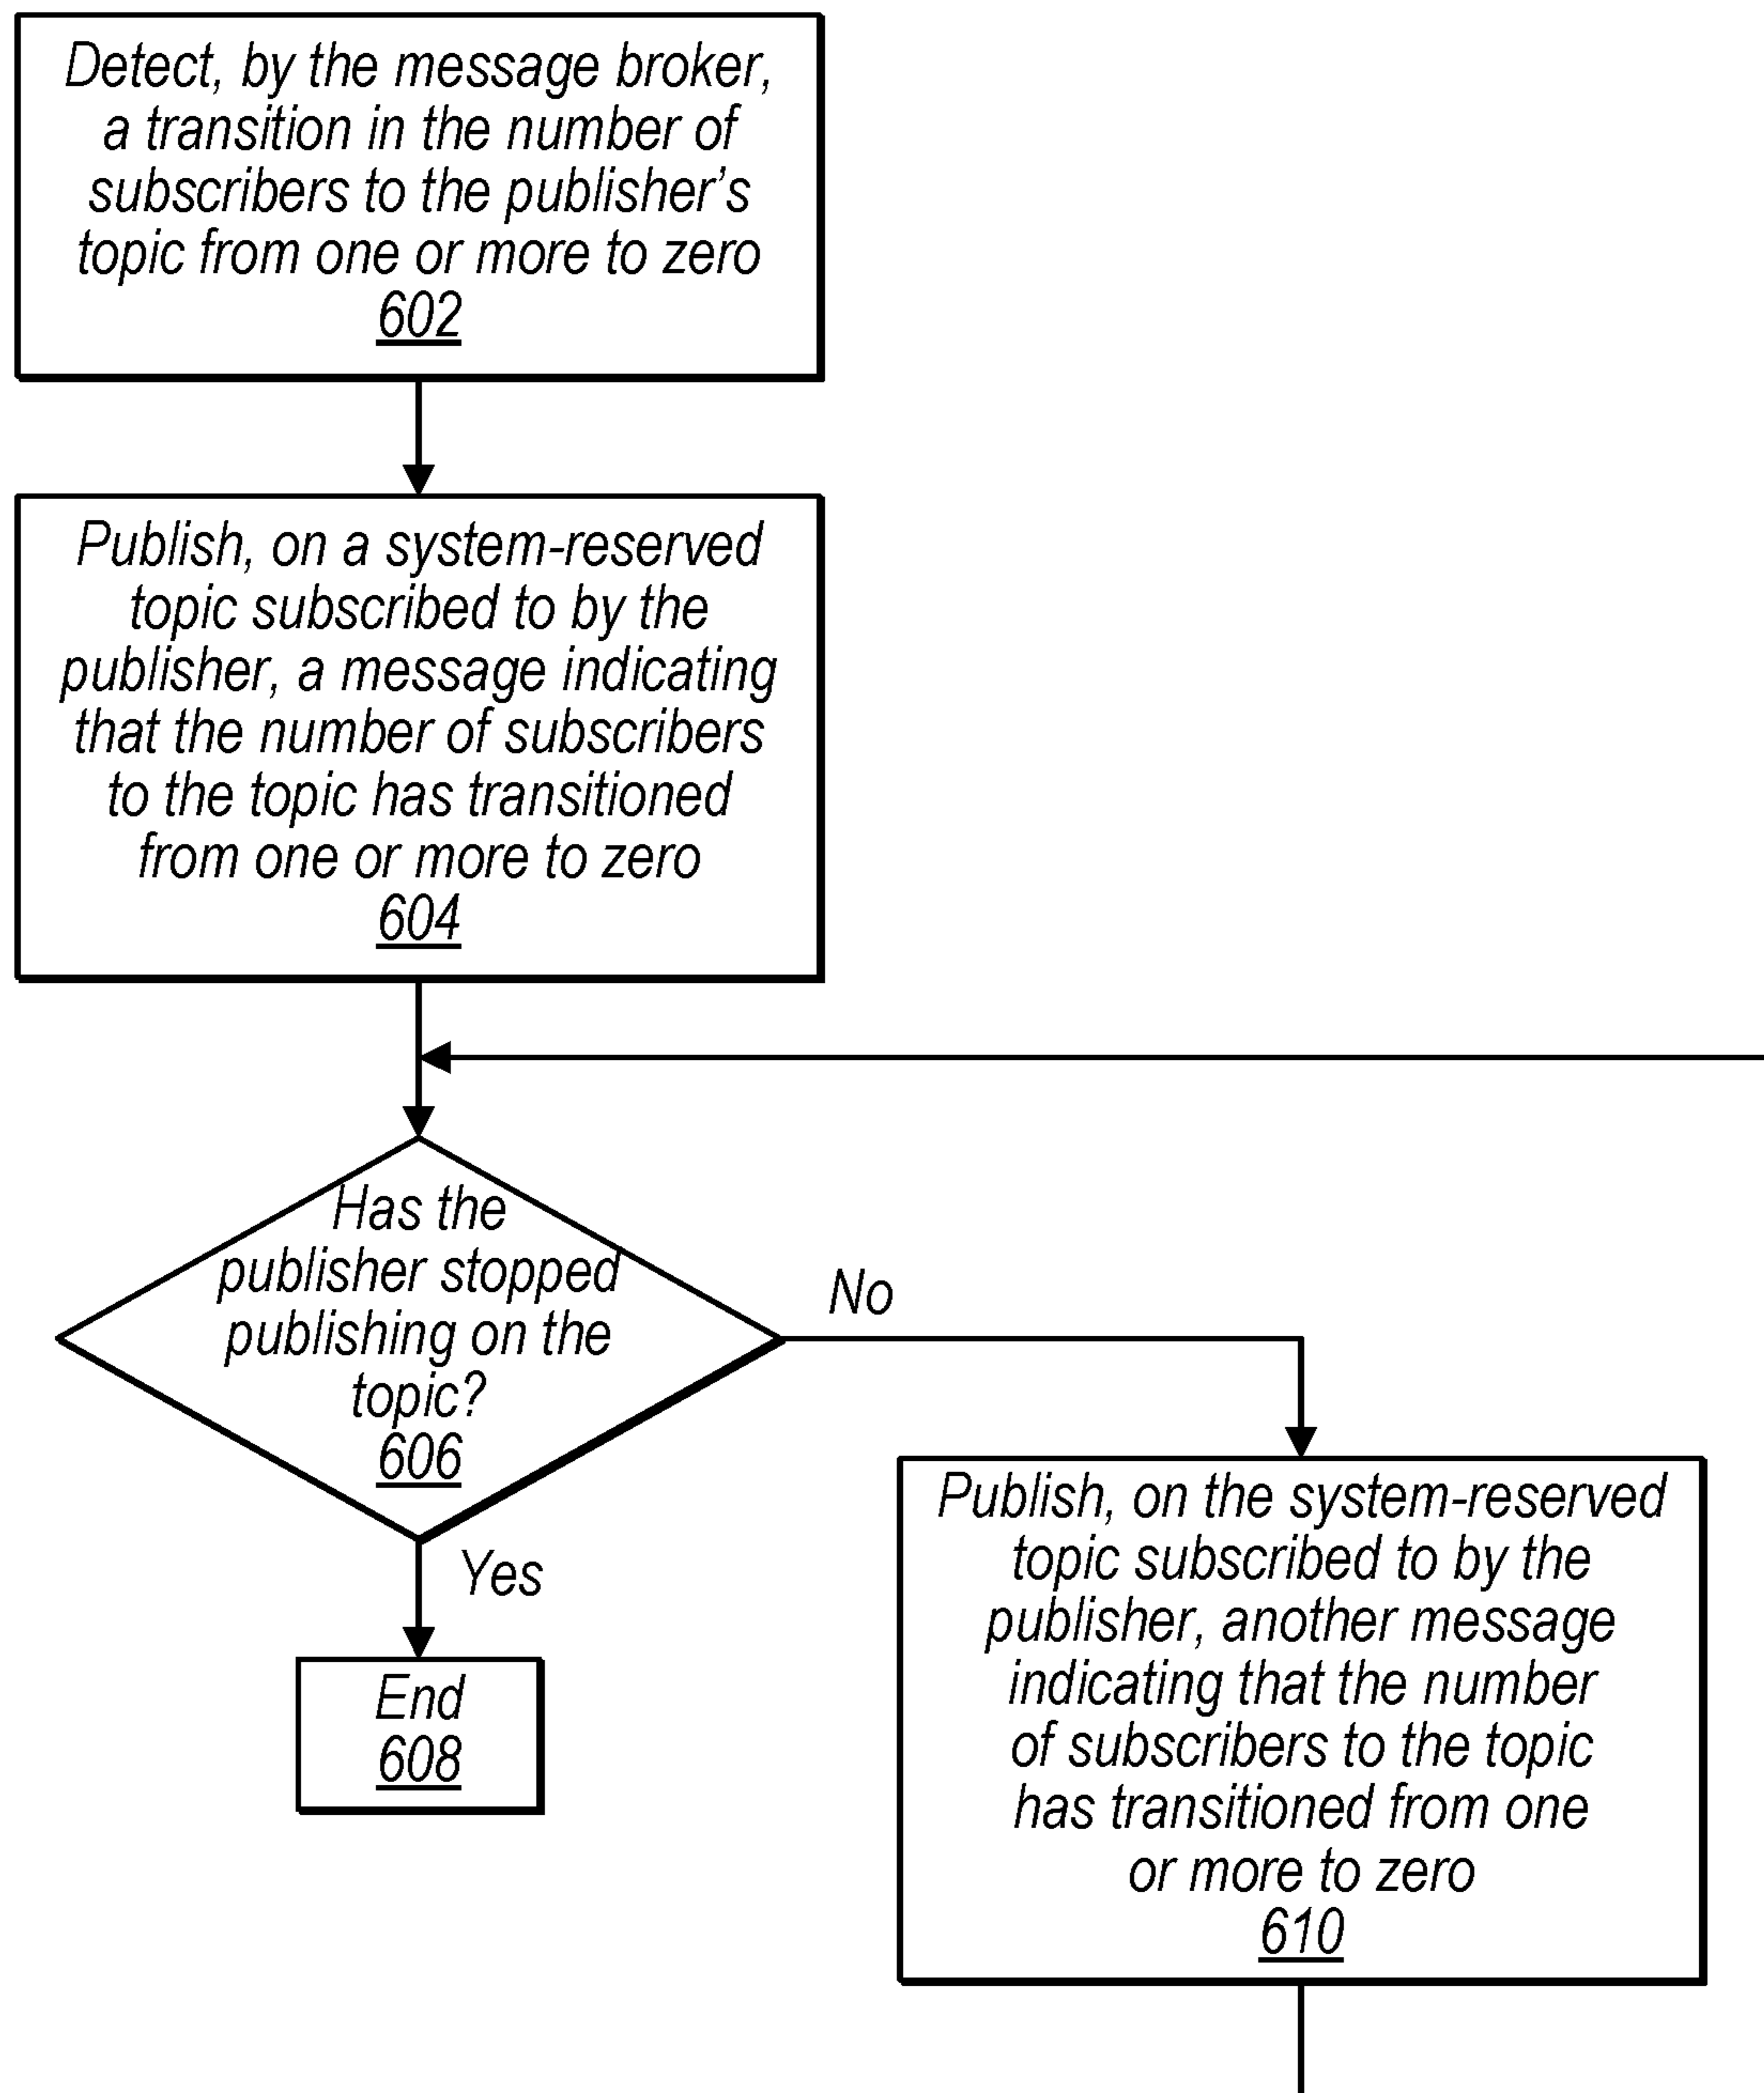 Detect, by the message broker,
a transition in the number of
subscribers to the publisher’s
topic from one or more to zero
602
Publish, on a system-reserved
topic subscribed to by the
publisher, a message indicating
that the number of subscribers
to the topic has transitioned
from one or more to zero
604
Has the
publisher stopped
publishing on the
topic?
606
No
Yes
End
608
Publish, on the system-reserved
topic subscribed to by the
publisher, another message
indicating that the number
of subscribers to the topic
has transitioned from one
or more to zero
610